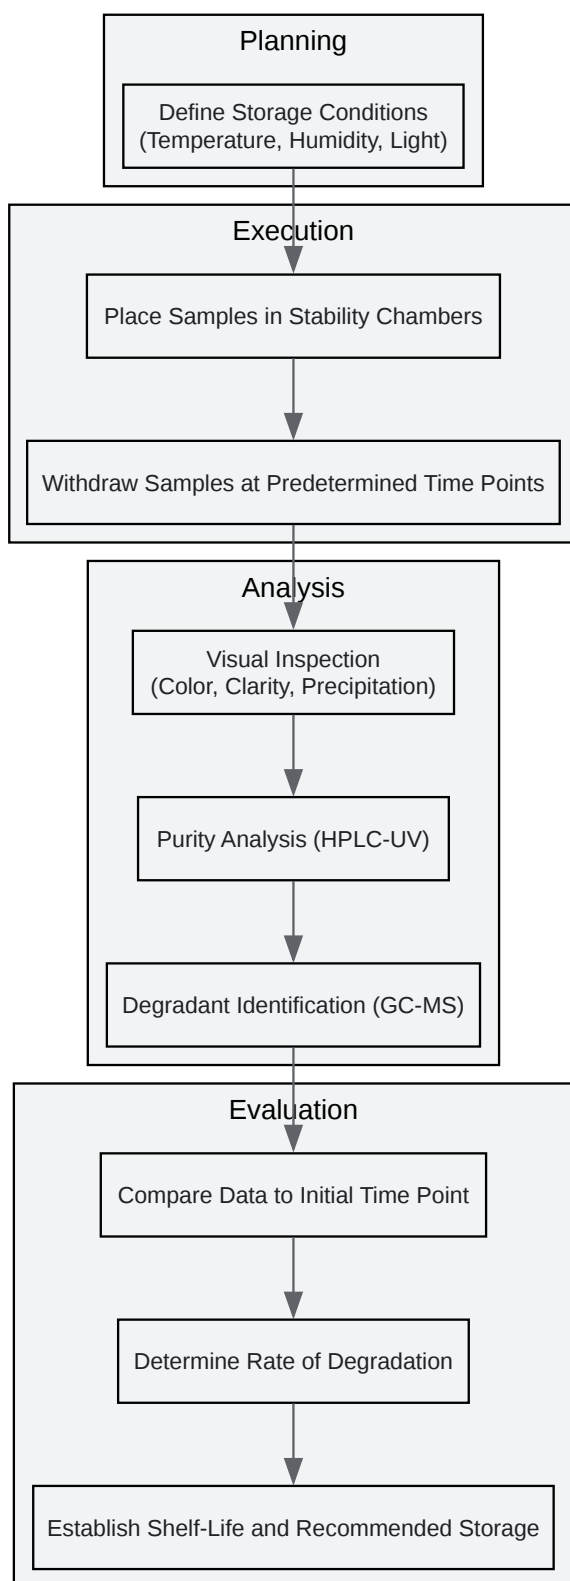 Planning
Define Storage Conditions
(Temperature, Humidity, Light)
Execution
Place Samples in Stability Chambers
Withdraw Samples at Predetermined Time Points
Analysis
Visual Inspection
(Color, Clarity, Precipitation)
Purity Analysis (HPLC-UV)
Degradant Identification (GC-MS)
Evaluation
Compare Data to Initial Time Point
Determine Rate of Degradation
Establish Shelf-Life and Recommended Storage